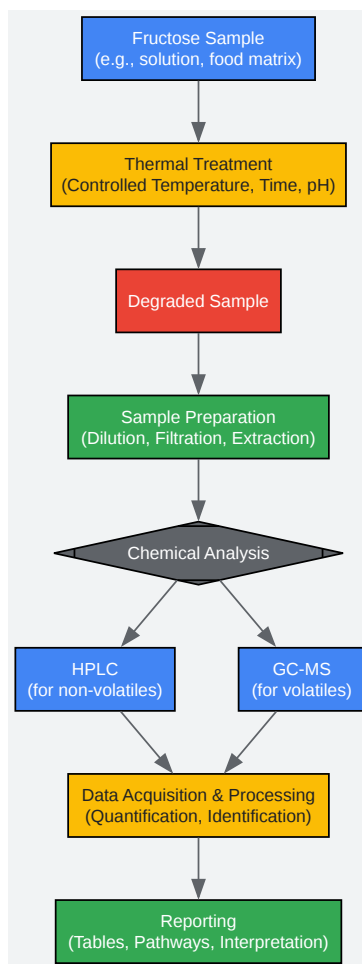 Fructose Sample
(e.g., solution, food matrix)
Thermal Treatment
(Controlled Temperature, Time, pH)
Degraded Sample
Sample Preparation
(Dilution, Filtration, Extraction)
Chemical Analysis
HPLC
(for non-volatiles)
GC-MS
(for volatiles)
Data Acquisition & Processing
(Quantification, Identification)
Reporting
(Tables, Pathways, Interpretation)